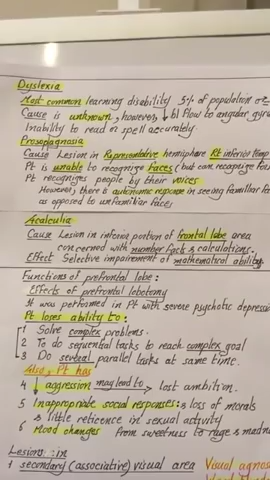 Dyslexia
Most common learning disability 5% of population
Cause is unknown, however, ↓ bl flow to angular gyru
Inability to read or spell accurately.
Prosopagnosia
Cause Lesion in Representative hemisphere Rt inferior temp
Pt is unable to recognize faces (but can recognize
Pt recognizes people by their voices
However, there is autonomic response in seeing familiar fa
as opposed to unfamiliar faces
Acalculia
Cause Lesion in inferior portion of frontal lobe area
concerned with number facts & calculations.
Effect Selective impairment of mathematical ability
Functions of prefrontal lobe:
Effects of prefrontal lobotomy
It was performed in Pt with severe psychotic depress
Pt loses ability to:
1 Solve complex problems.
2 To do sequential tasks to reach complex goal
3 Do several parallel tasks at same time.
Also, Pt has
4 ↓ aggression may lead to > lost ambition.
5 Inappropriate social responses: loss of morals
& little reticence in sexual activity
6 Mood changes from sweetness to rage & madn
Lesions: in
1 secondary (associative) visual area Visual agnos